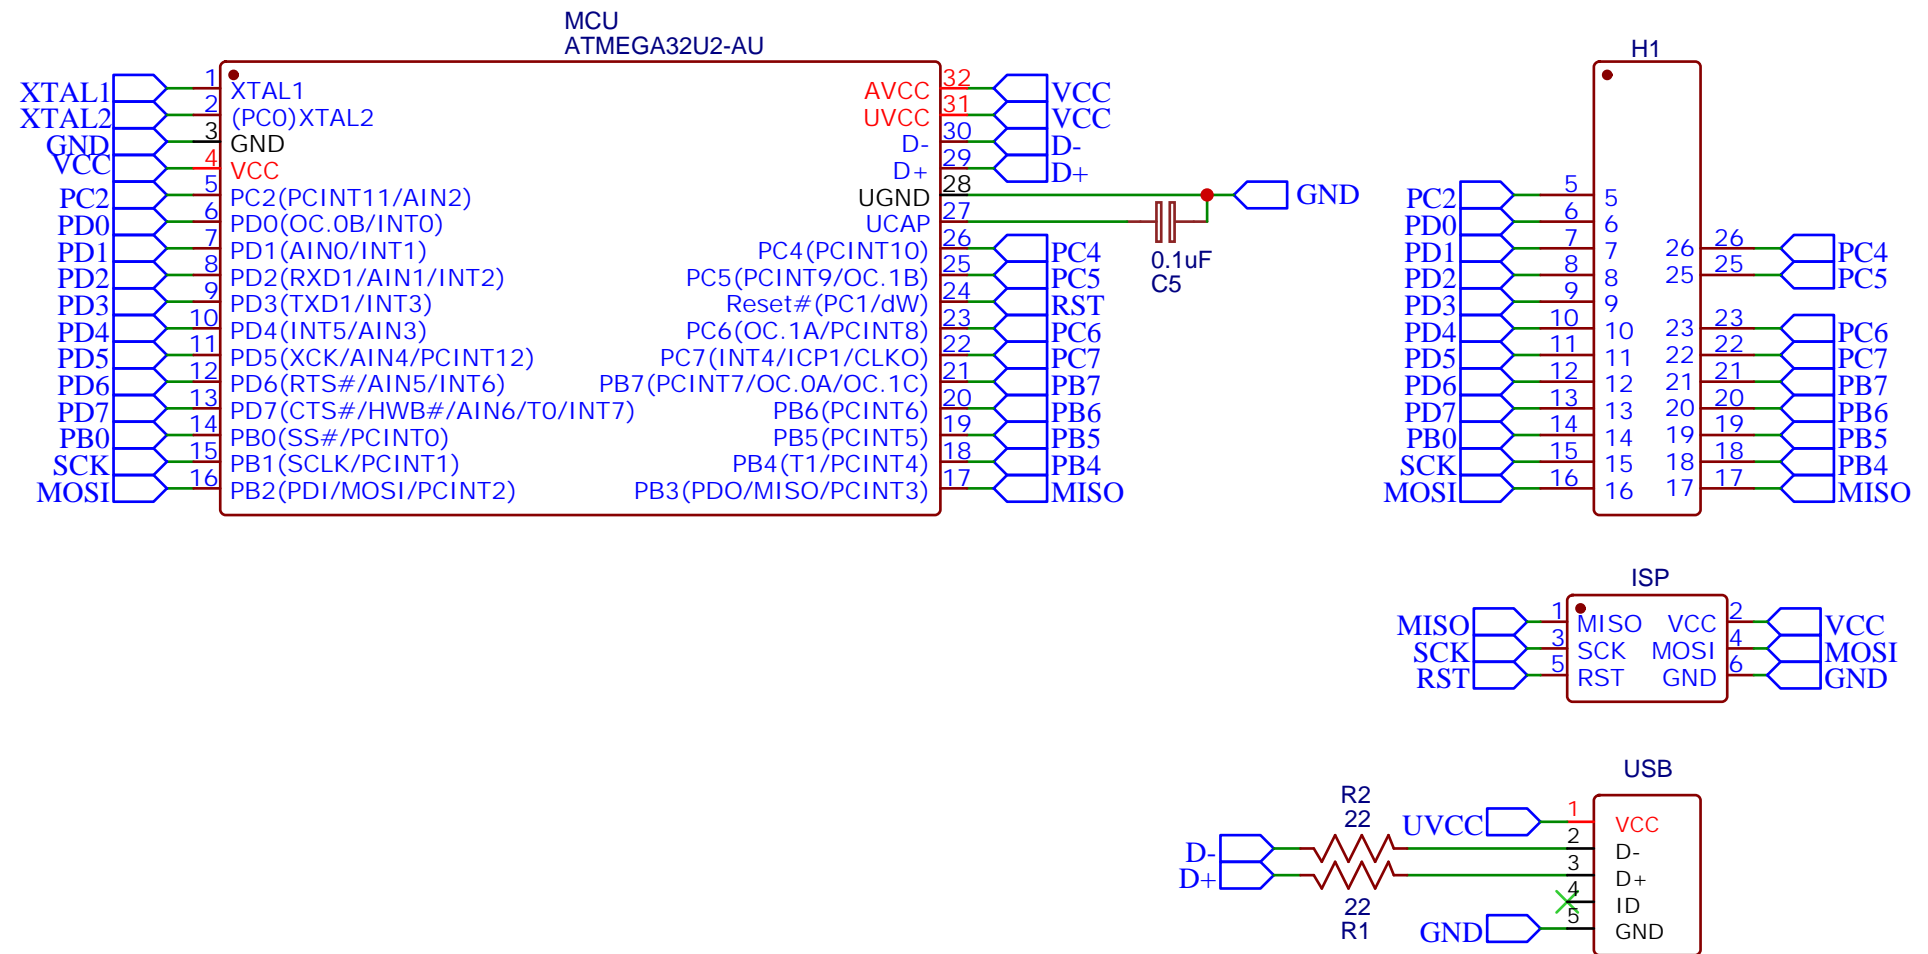 MCU
ATMEGA32U2-AU
XTAL1 1 XTAL1 AVCC 32 VCC
XTAL2 2 (PC0)XTAL2 UVCC 31 VCC
GND 3 GND D- 30 D-
VCC 4 VCC D+ 29 D+
PC2 5 PC2(PCINT11/AIN2) UGND 28 GND
PD0 6 PD0(OC.0B/INT0) UCAP 27
PD1 7 PD1(AIN0/INT1) PC4(PCINT10) 26 PC4
PD2 8 PD2(RXD1/AIN1/INT2) PC5(PCINT9/OC.1B) 25 PC5
PD3 9 PD3(TXD1/INT3) Reset#(PC1/dW) 24 RST
PD4 10 PD4(INT5/AIN3) PC6(OC.1A/PCINT8) 23 PC6
PD5 11 PD5(XCK/AIN4/PCINT12) PC7(INT4/ICP1/CLKO) 22 PC7
PD6 12 PD6(RTS#/AIN5/INT6) PB7(PCINT7/OC.0A/OC.1C) 21 PB7
PD7 13 PD7(CTS#/HWB#/AIN6/T0/INT7) PB6(PCINT6) 20 PB6
PB0 14 PB0(SS#/PCINT0) PB5(PCINT5) 19 PB5
SCK 15 PB1(SCLK/PCINT1) PB4(T1/PCINT4) 18 PB4
MOSI 16 PB2(PDI/MOSI/PCINT2) PB3(PDO/MISO/PCINT3) 17 MISO
0.1uF
C5
H1
PC2 5 5
PD0 6 6
PD1 7 7 26 26 PC4
PD2 8 8 25 25 PC5
PD3 9 9
PD4 10 10 23 23 PC6
PD5 11 11 22 22 PC7
PD6 12 12 21 21 PB7
PD7 13 13 20 20 PB6
PB0 14 14 19 19 PB5
SCK 15 15 18 18 PB4
MOSI 16 16 17 17 MISO
ISP
MISO 1 MISO VCC 2 VCC
SCK 3 SCK MOSI 4 MOSI
RST 5 RST GND 6 GND
USB
R2
22
UVCC 1 VCC
D- 2 D-
D+ 3 D+
4 ID
22
R1
GND 5 GND